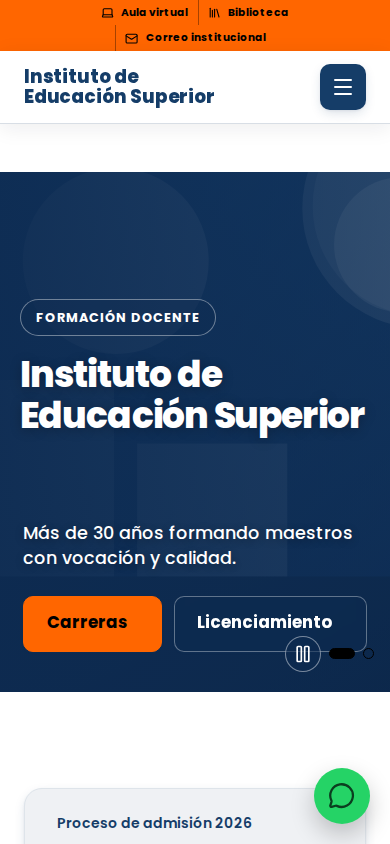 Aula virtual
Biblioteca
Correo institucional
Instituto de
Educación Superior
FORMACIÓN DOCENTE
Instituto de
Educación Superior
Más de 30 años formando maestros
con vocación y calidad.
Carreras
Licenciamiento
Proceso de admisión 2026